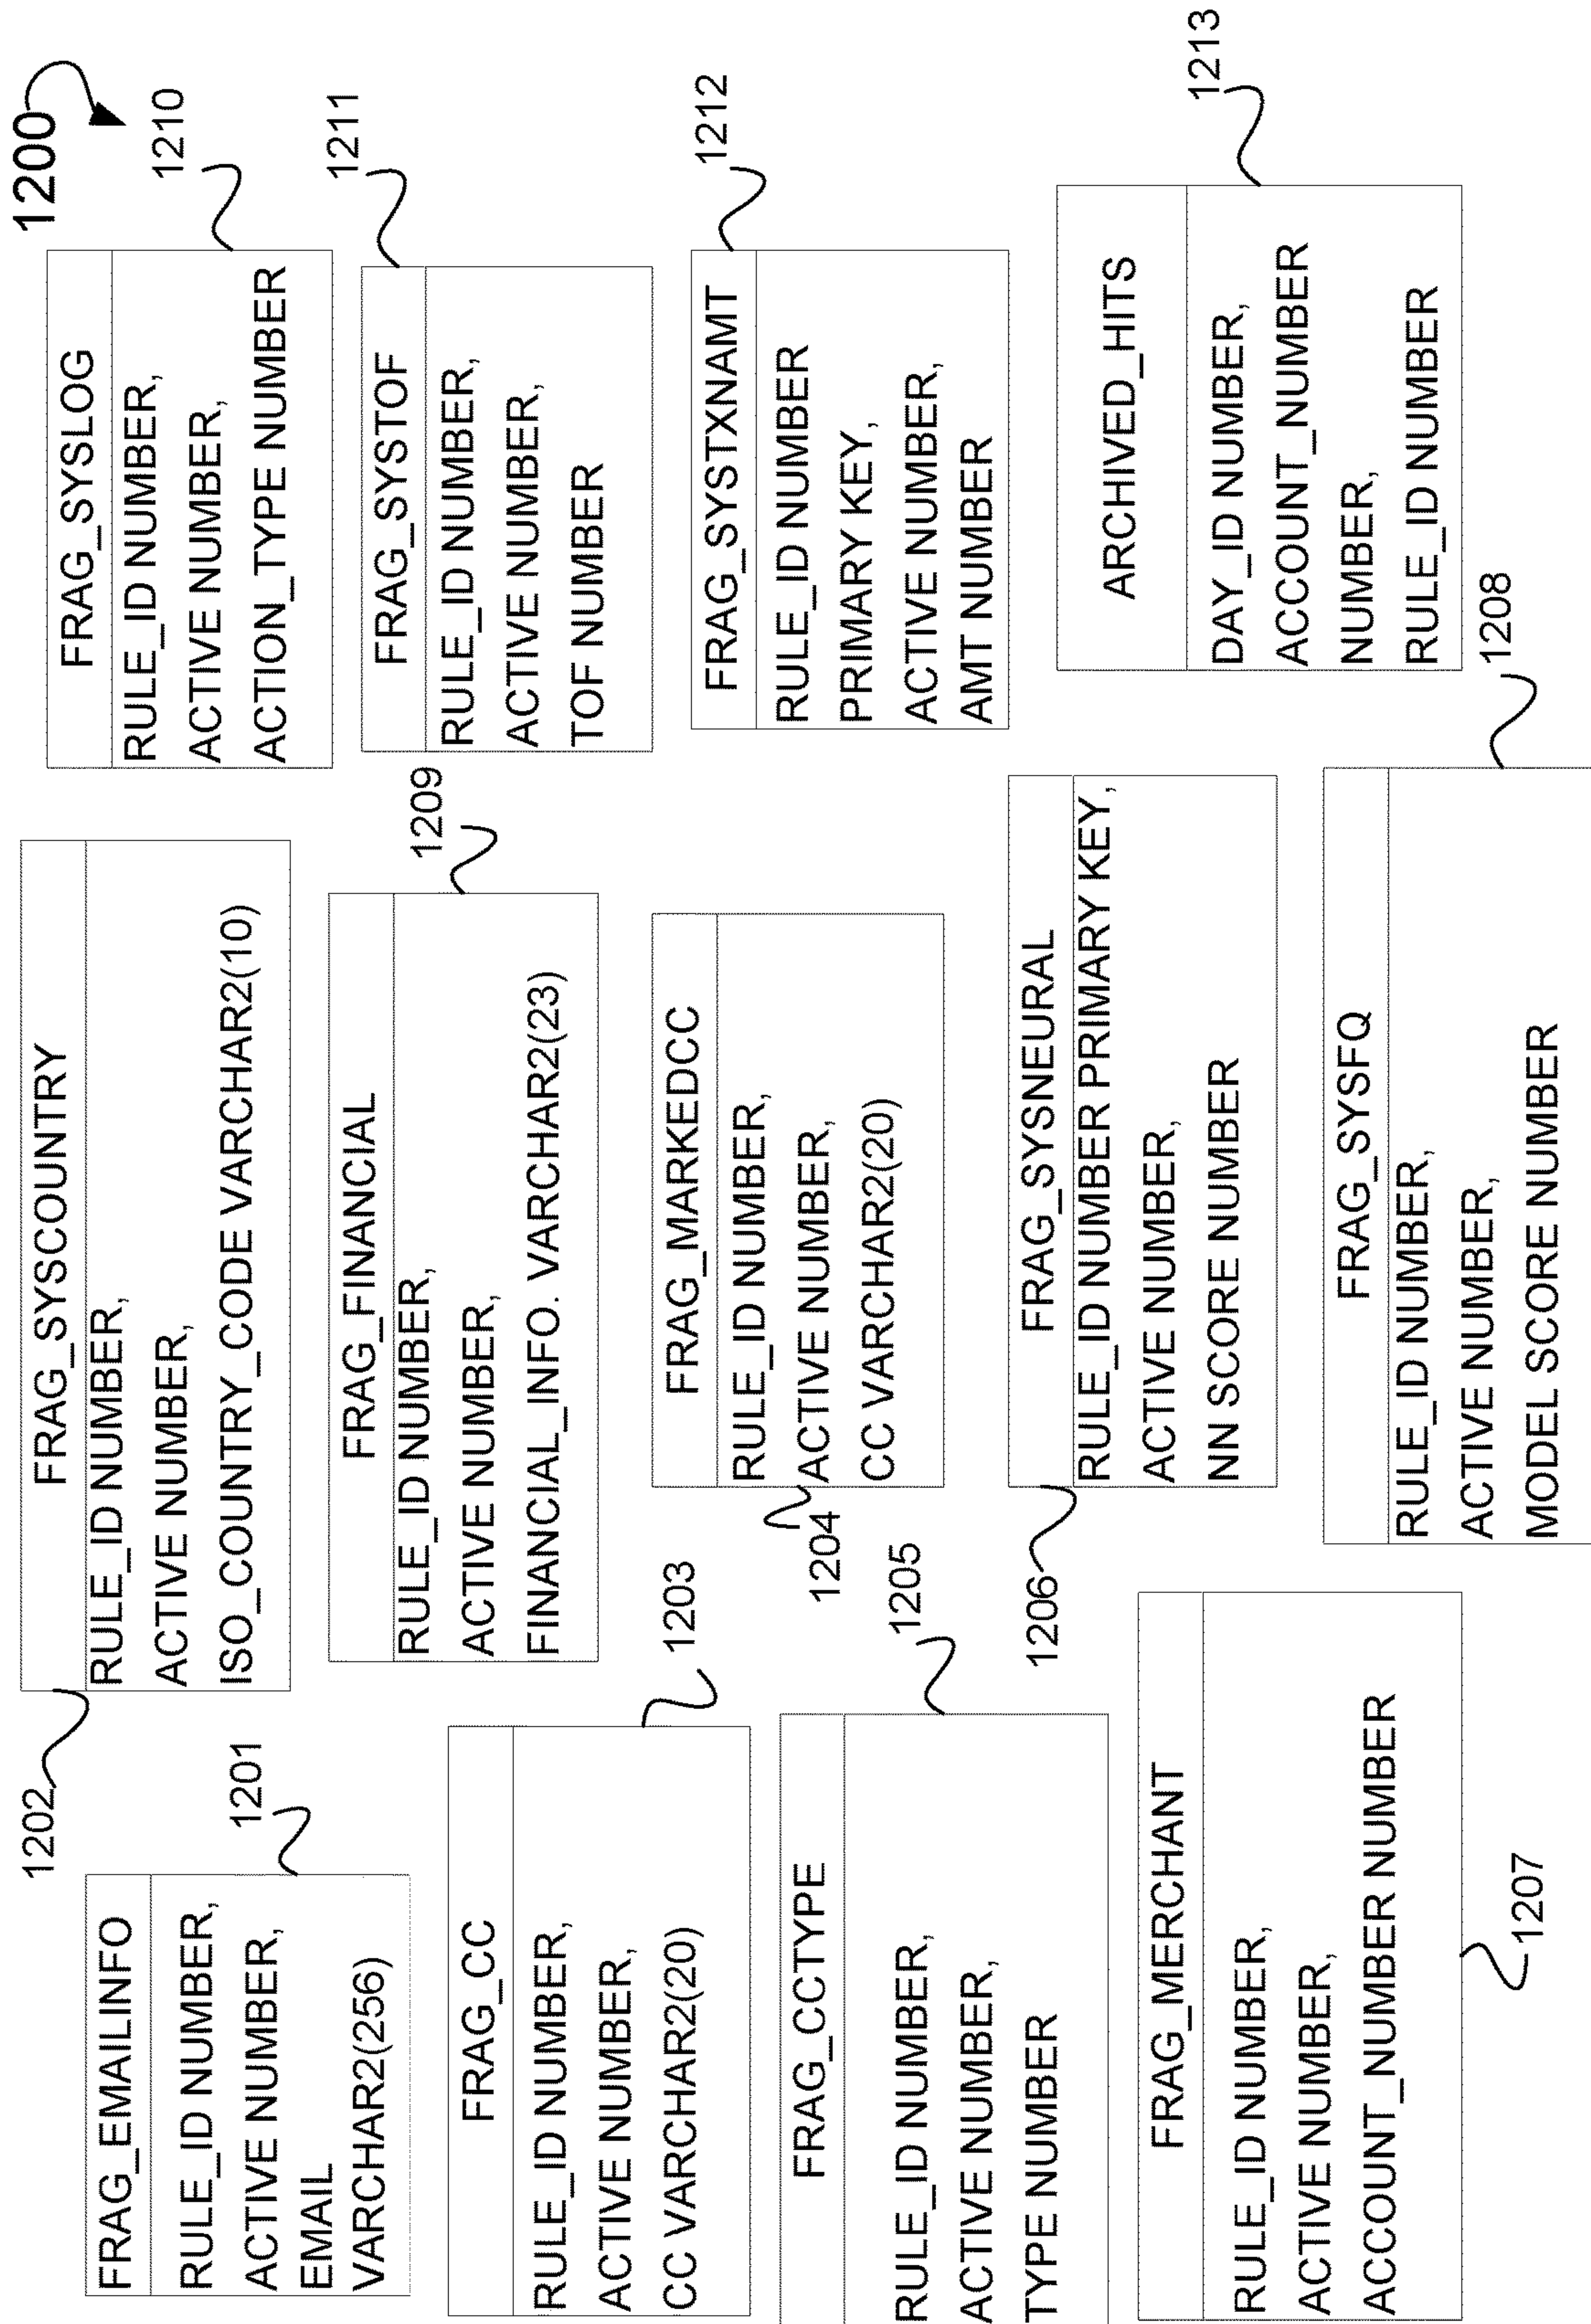 1200
1202
FRAG_EMAILINFO
RULE_ID NUMBER,
ACTIVE NUMBER,
EMAIL
VARCHAR2(256)
1201
FRAG_SYSCOUNTRY
RULE_ID NUMBER,
ACTIVE NUMBER,
ISO_COUNTRY_CODE VARCHAR2(10)
FRAG_SYSLOG
RULE_ID NUMBER,
ACTIVE NUMBER,
ACTION_TYPE NUMBER
1210
FRAG_CC
RULE_ID NUMBER,
ACTIVE NUMBER,
CC VARCHAR2(20)
1203
FRAG_FINANCIAL
RULE_ID NUMBER,
ACTIVE NUMBER,
FINANCIAL_INFO. VARCHAR2(23)
1209
FRAG_SYSTOF
RULE_ID NUMBER,
ACTIVE NUMBER,
TOF NUMBER
1211
FRAG_CCTYPE
RULE_ID NUMBER,
ACTIVE NUMBER,
TYPE NUMBER
1205
FRAG_MARKEDCC
RULE_ID NUMBER,
ACTIVE NUMBER,
CC VARCHAR2(20)
1204
FRAG_SYSTXNAMT
RULE_ID NUMBER
PRIMARY KEY,
ACTIVE NUMBER,
AMT NUMBER
1212
FRAG_MERCHANT
RULE_ID NUMBER,
ACTIVE NUMBER,
ACCOUNT_NUMBER NUMBER
1207
1206
FRAG_SYSNEURAL
RULE_ID NUMBER PRIMARY KEY,
ACTIVE NUMBER,
NN SCORE NUMBER
ARCHIVED_HITS
DAY_ID NUMBER,
ACCOUNT_NUMBER
NUMBER,
RULE_ID NUMBER
1213
FRAG_SYSFQ
RULE_ID NUMBER,
ACTIVE NUMBER,
MODEL SCORE NUMBER
1208